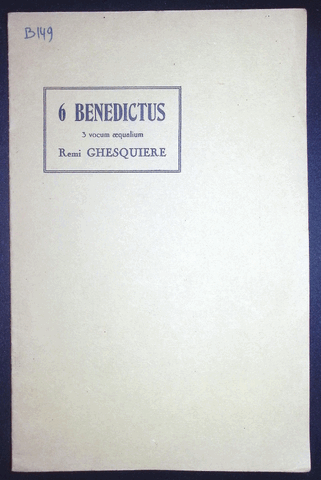 B149
6 BENEDICTUS
3 vocum æqualium
Remi GHESQUIERE